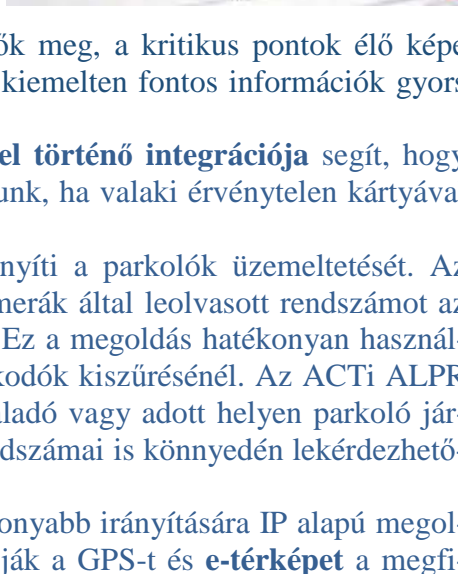 ők meg, a kritikus pontok élő képe
kiemelten fontos információk gyors
el történő integrációja segít, hogy
unk, ha valaki érvénytelen kártyával
nyíti a parkolók üzemeltetését. Az
merák által leolvasott rendszámot az
Ez a megoldás hatékonyan használ-
kodók kiszűrésénél. Az ACTi ALPR
aladó vagy adott helyen parkoló jár-
dszámai is könnyedén lekérdezhető-
onyabb irányítására IP alapú megol-
ják a GPS-t és e-térképet a megfi-